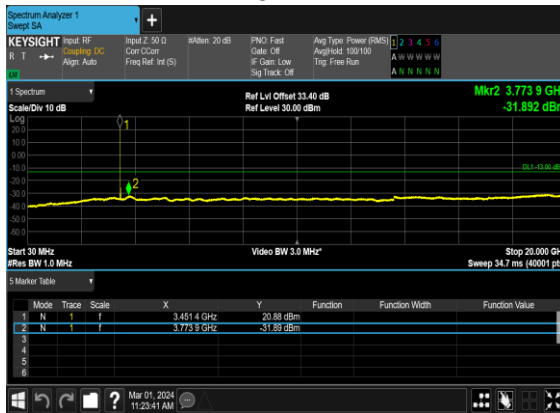 Spectrum Analyzer 1
Swept SA
+
KEYSIGHT Input: RF Input Z: 50 Ω #Atten: 20 dB PNO: Fast Avg Type: Power (RMS) 1 2 3 4 5 6
R T Coupling: DC Corr CCorr Gate: Off Avg|Hold: 100/100 A W W W W W
Align: Auto Freq Ref: Int (S) IF Gain: Low Trig: Free Run
Sig Track: Off A N N N N N
1 Spectrum Ref Lvl Offset 33.40 dB Mkr2 3.773 9 GH
Scale/Div 10 dB Ref Level 30.00 dBm -31.892 dBr
Log
20.0
10.0
0.00
-10.0
-20.0
-30.0
-40.0
-50.0
-60.0
1
2
DL1 -13.00 dB
Start 30 MHz Video BW 3.0 MHz* Stop 20.000 GH
#Res BW 1.0 MHz Sweep 34.7 ms (40001 pt
5 Marker Table
Mode Trace Scale X Y Function Function Width Function Value
1 N 1 f 3.451 4 GHz 20.88 dBm
2 N 1 f 3.773 9 GHz -31.89 dBm
3
4
5
6
? Mar 01, 2024
11:23:41 AM